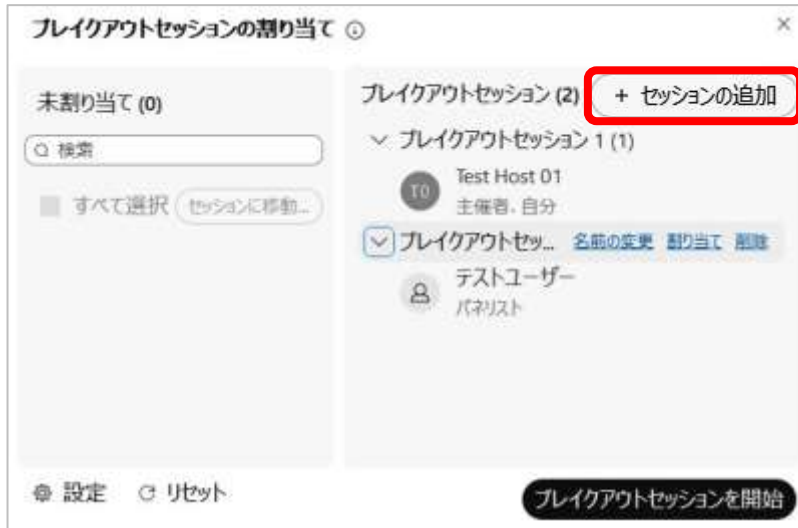 ブレイクアウトセッションの割り当て
未割り当て (0)
検索
すべて選択 セッションに移動...
ブレイクアウトセッション (2) + セッションの追加
ブレイクアウトセッション 1 (1)
T0 Test Host 01
主催者、自分
ブレイクアウトセッ... 名前の変更 割り当て 削除
テストユーザー
パネリスト
設定 リセット
ブレイクアウトセッションを開始